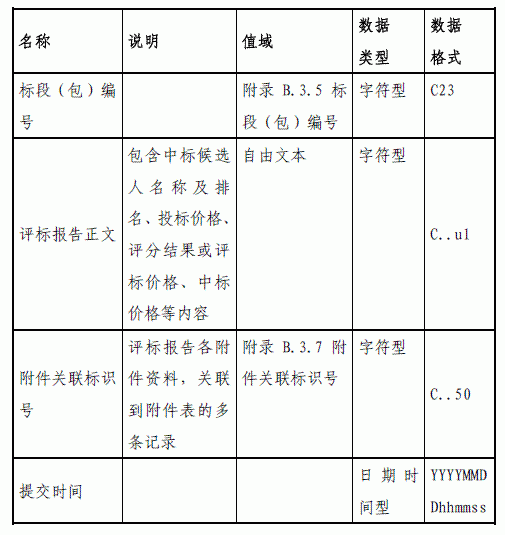 名称
说明
值域
数据
类型
数据
格式
标段（包）编
号
附录 B.3.5 标
段（包）编号
字符型
C23
评标报告正文
包含中标候选
人名称及排
名、投标价格、
评分结果或评
标价格、中标
价格等内容
自由文本
字符型
C..ul
附件关联标识
号
评标报告各附
件资料，关联
到附件表的多
条记录
附录 B.3.7 附
件关联标识号
字符型
C..50
提交时间
日期时
间型
YYYYMMD
Dhhmmss